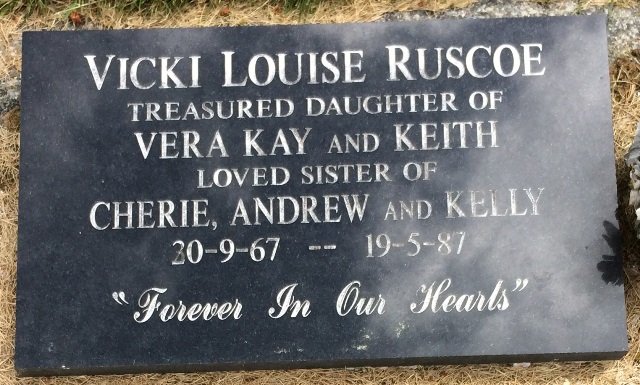 VICKI LOUISE RUSCOE
TREASURED DAUGHTER OF
VERA KAY AND KEITH
LOVED SISTER OF
CHERIE, ANDREW AND KELLY
20-9-67 -- 19-5-87
"Forever In Our Hearts"